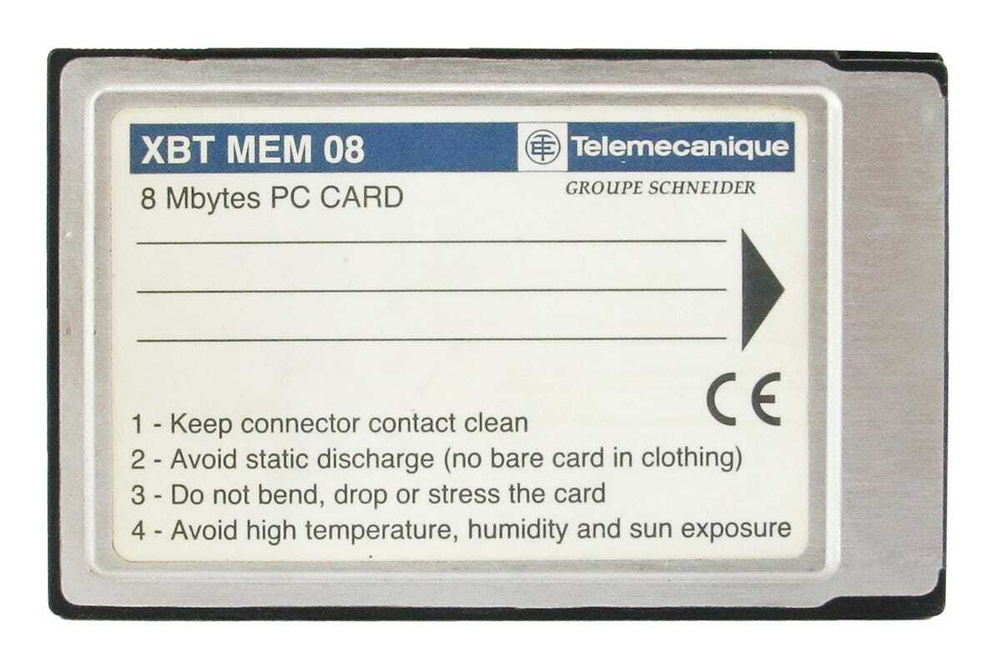 XBT MEM 08
Telemecanique
8 Mbytes PC CARD
GROUPE SCHNEIDER
CE
1 - Keep connector contact clean
2 - Avoid static discharge (no bare card in clothing)
3 - Do not bend, drop or stress the card
4 - Avoid high temperature, humidity and sun exposure